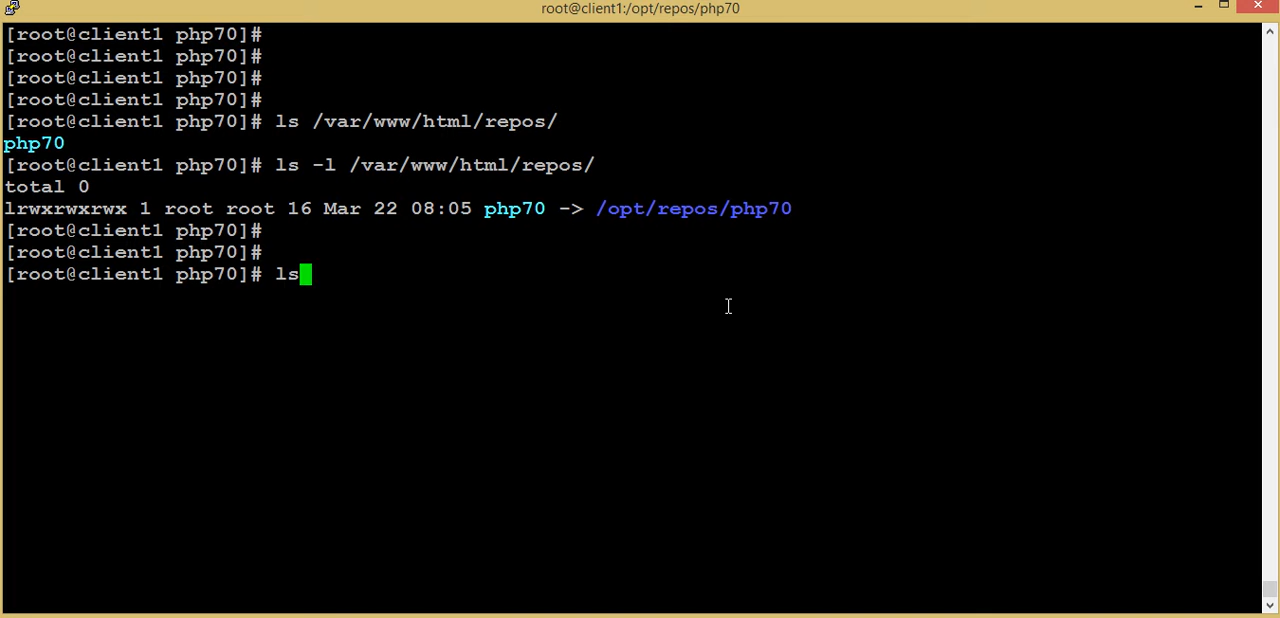 root@client1:/opt/repos/php70
[root@client1 php70]#
[root@client1 php70]#
[root@client1 php70]#
[root@client1 php70]#
[root@client1 php70]# ls /var/www/html/repos/
php70
[root@client1 php70]# ls -l /var/www/html/repos/
total 0
lrwxrwxrwx 1 root root 16 Mar 22 08:05 php70 -> /opt/repos/php70
[root@client1 php70]#
[root@client1 php70]#
[root@client1 php70]# ls